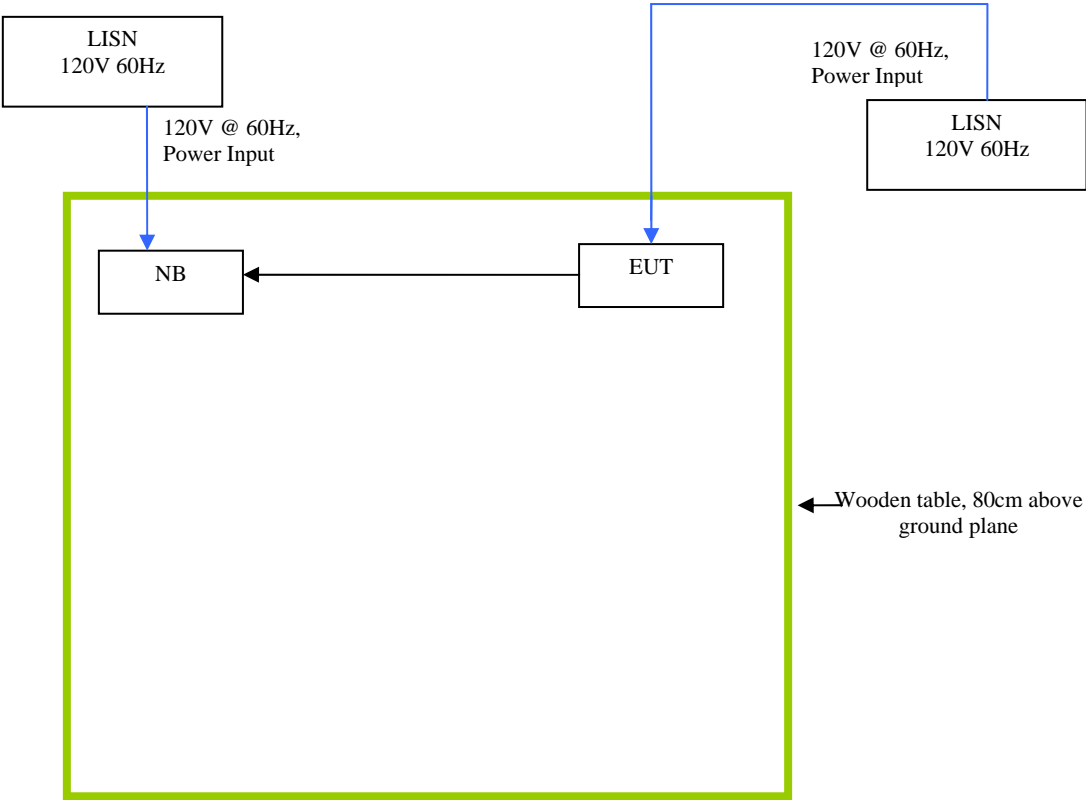 LISN
120V 60Hz
120V @ 60Hz,
Power Input
120V @ 60Hz,
Power Input
LISN
120V 60Hz
NB
EUT
Wooden table, 80cm above
ground plane